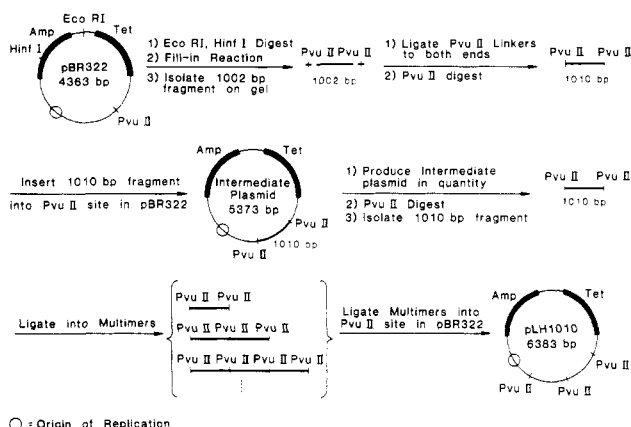 Eco RI
Amp
Tet
Hinf I
pBR322
4363 bp
Pvu II
1) Eco RI, Hinf I Digest
2) Fill-in Reaction
3) Isolate 1002 bp
fragment on gel
Pvu II Pvu II
+ +
1002 bp
1) Ligate Pvu II Linkers
to both ends
2) Pvu II digest
Pvu II Pvu II
1010 bp
Insert 1010 bp fragment
into Pvu II site in pBR322
Amp
Tet
Intermediate
Plasmid
5373 bp
Pvu II
1010 bp
Pvu II
1) Produce Intermediate
plasmid in quantity
2) Pvu II Digest
3) Isolate 1010 bp fragment
Pvu II Pvu II
1010 bp
Ligate into Multimers
Pvu II Pvu II
Pvu II Pvu II Pvu II
Pvu II Pvu II Pvu II Pvu II
Ligate Multimers into
Pvu II site in pBR322
Amp
Tet
pLH1010
6383 bp
Pvu II
Pvu II Pvu II
= Origin of Replication